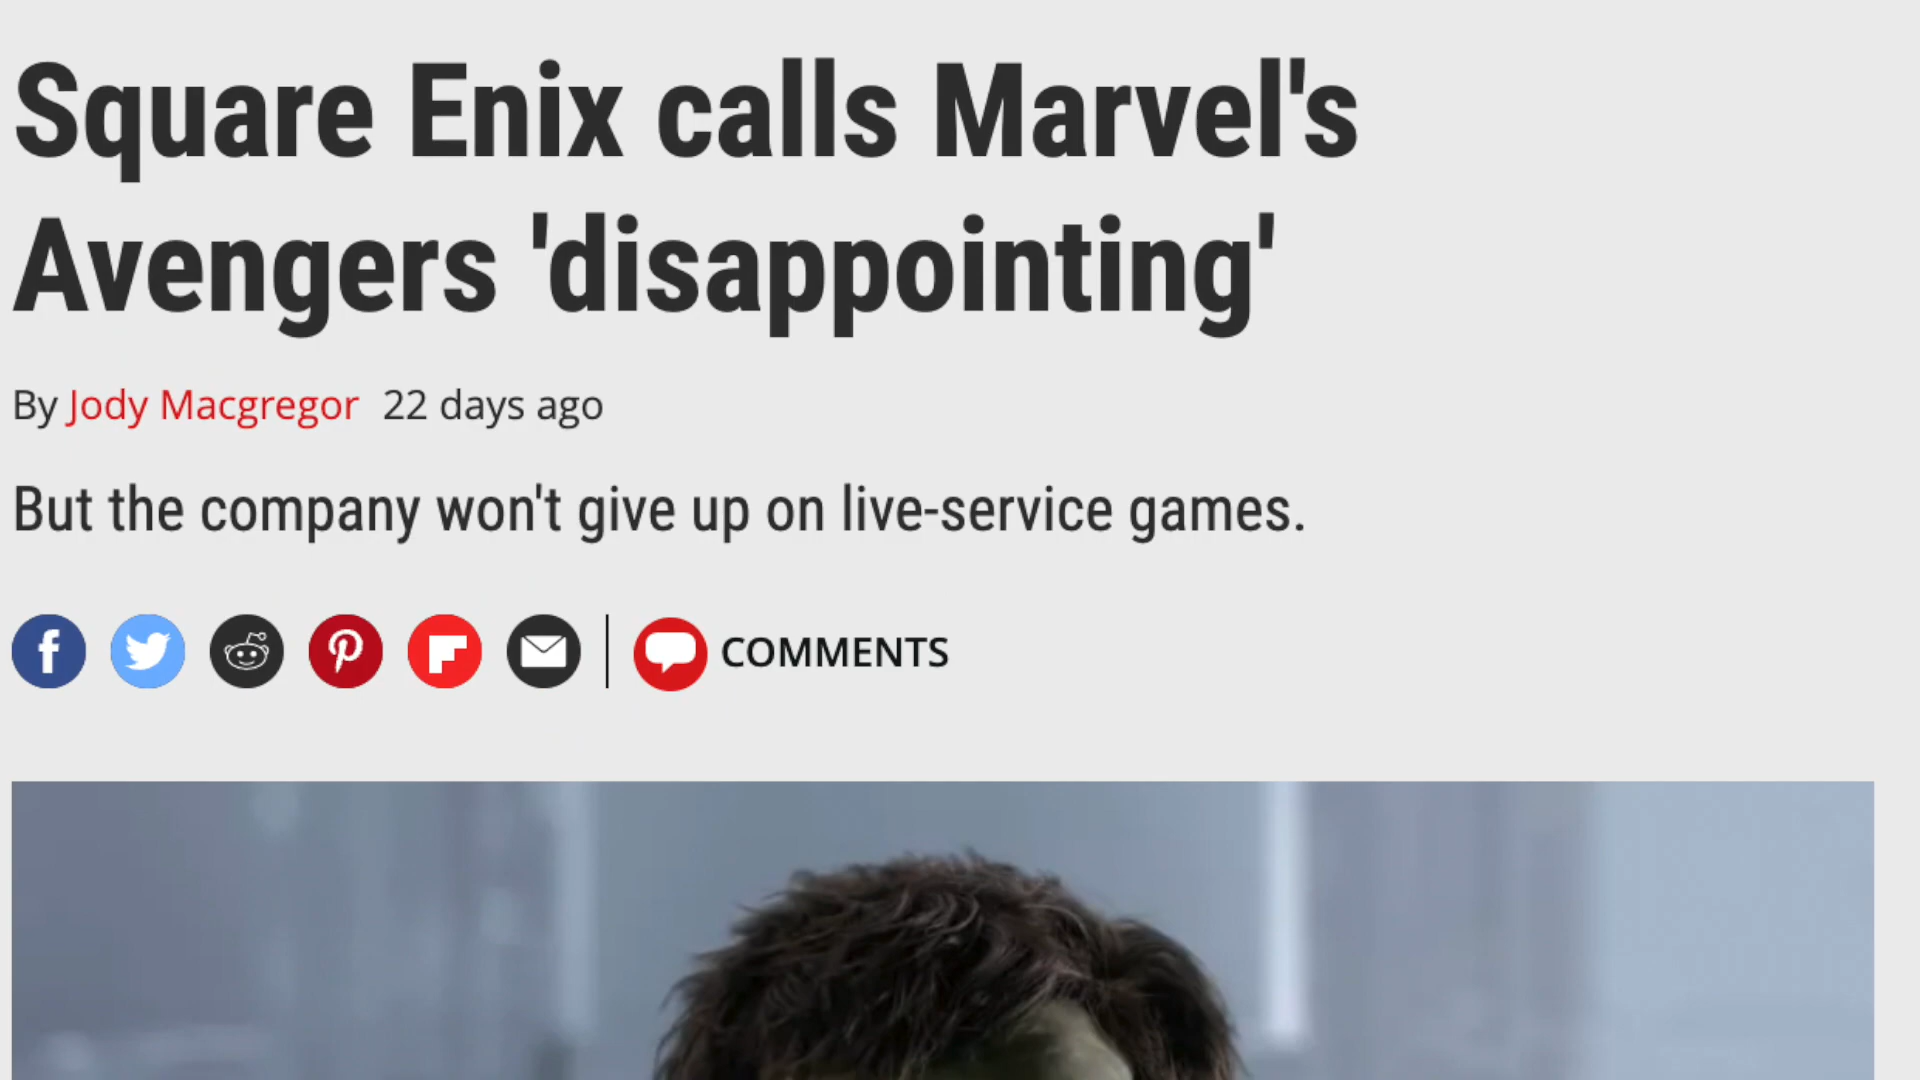 Square Enix calls Marvel's
Avengers 'disappointing'
By Jody Macgregor 22 days ago
But the company won't give up on live-service games.
COMMENTS